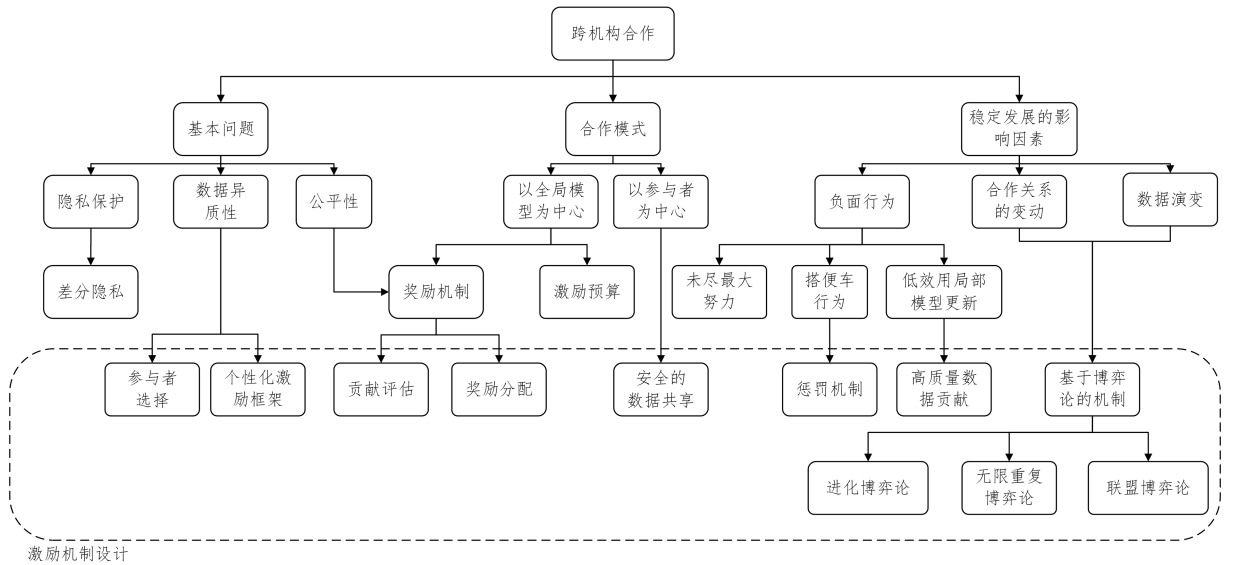 跨机构合作
基本问题
合作模式
稳定发展的影
响因素
隐私保护
数据异
质性
公平性
以全局模
型为中心
以参与者
为中心
负面行为
合作关系
的变动
数据演变
差分隐私
奖励机制
激励预算
未尽最大
努力
搭便车
行为
低效用局部
模型更新
参与者
选择
个性化激
励框架
贡献评估
奖励分配
安全的
数据共享
惩罚机制
高质量数
据贡献
基于博弈
论的机制
进化博弈论
无限重复
博弈论
联盟博弈论
激励机制设计